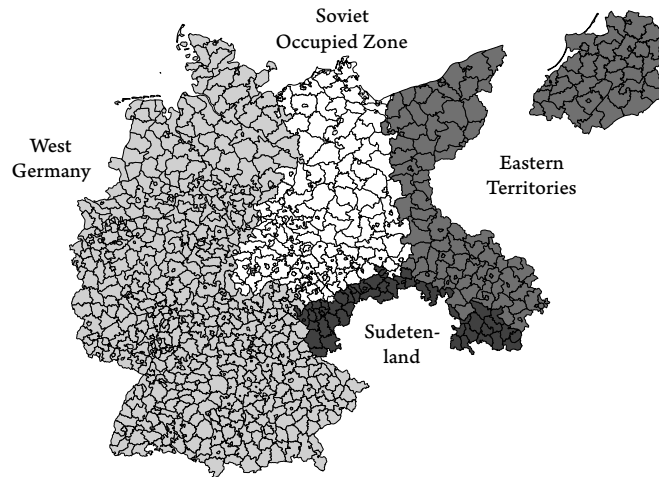 Soviet
Occupied Zone
West
Germany
Eastern
Territories
Sudeten-
land